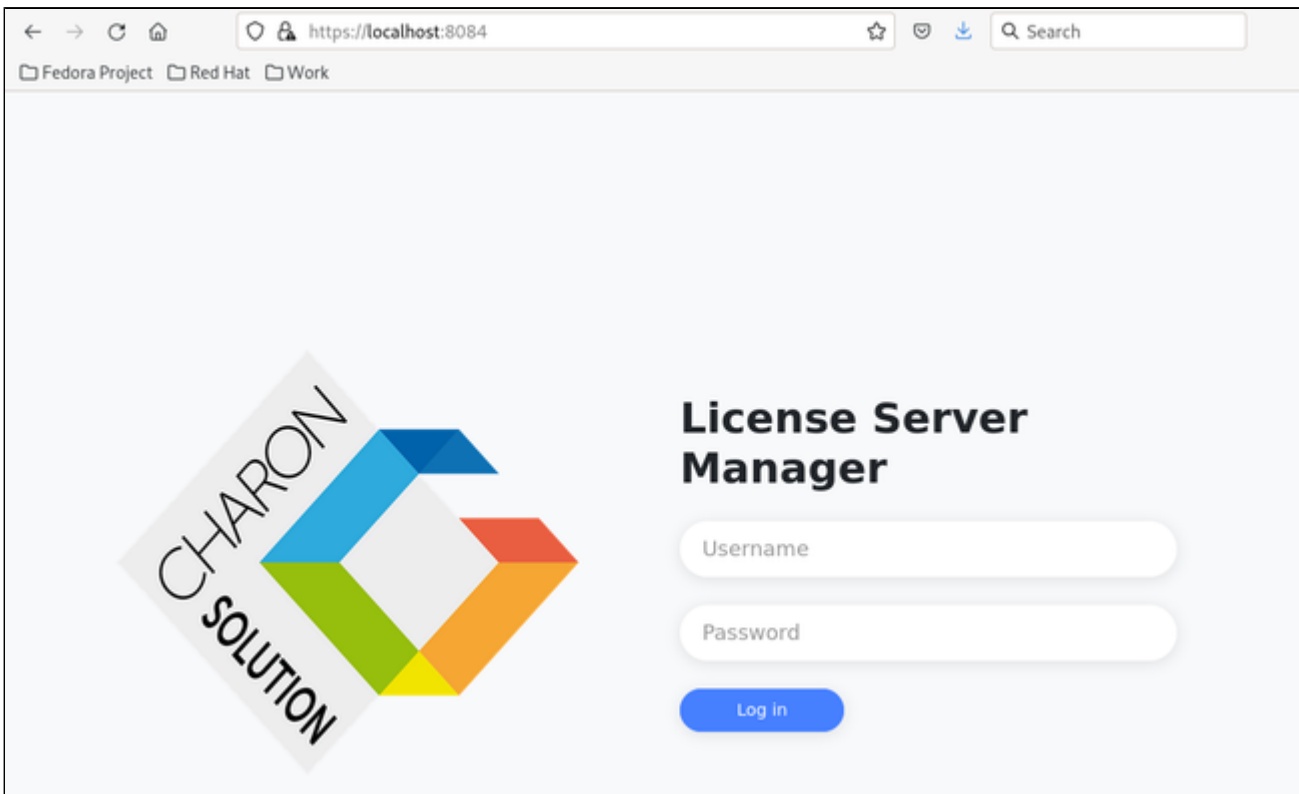 https://localhost:8084
Search
Fedora Project Red Hat Work
CHARON
SOLUTION
License Server
Manager
Username
Password
Log in